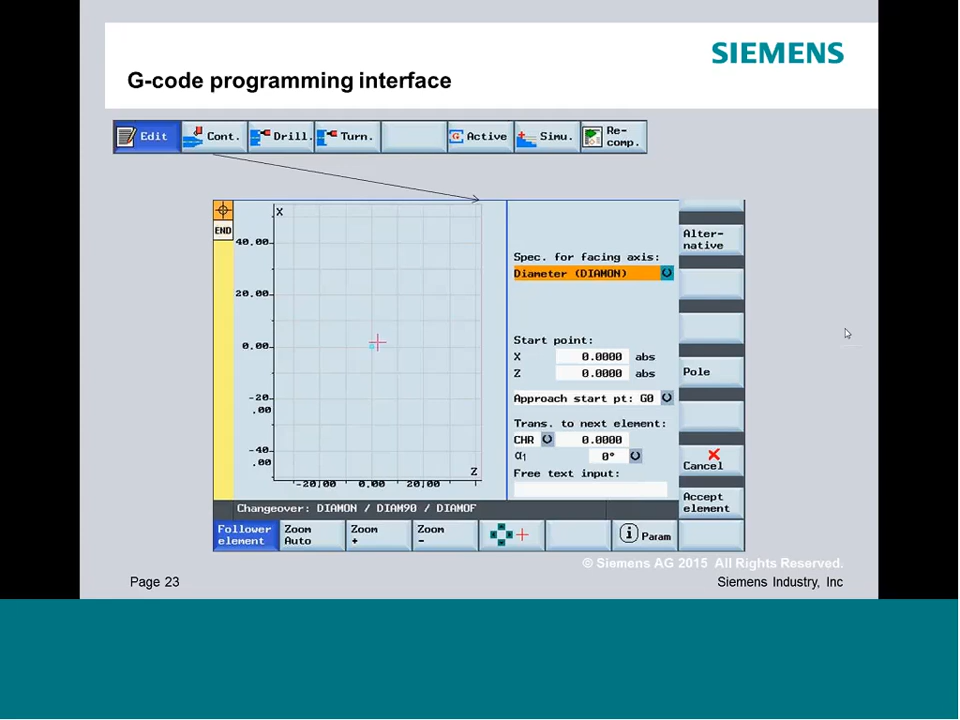 SIEMENS
G-code programming interface
Edit
Cont.
Drill.
Turn.
Active
Simu.
Re-
comp.
END
X
40.00
20.00
0.00
-20
.00
-40
.00
Z
-20.00 0.00 20.00
Spec. for facing axis:
Diameter (DIAMON)
Start point:
X 0.0000 abs
Z 0.0000 abs
Approach start pt: G0
Trans. to next element:
CHR 0.0000
α1 0°
Free text input:
Alter-
native
Pole
Cancel
Accept
element
Changeover: DIAMON / DIAM90 / DIAMOF
Follower
element
Zoom
Auto
Zoom
+
Zoom
-
i Param
© Siemens AG 2015 All Rights Reserved.
Page 23
Siemens Industry, Inc